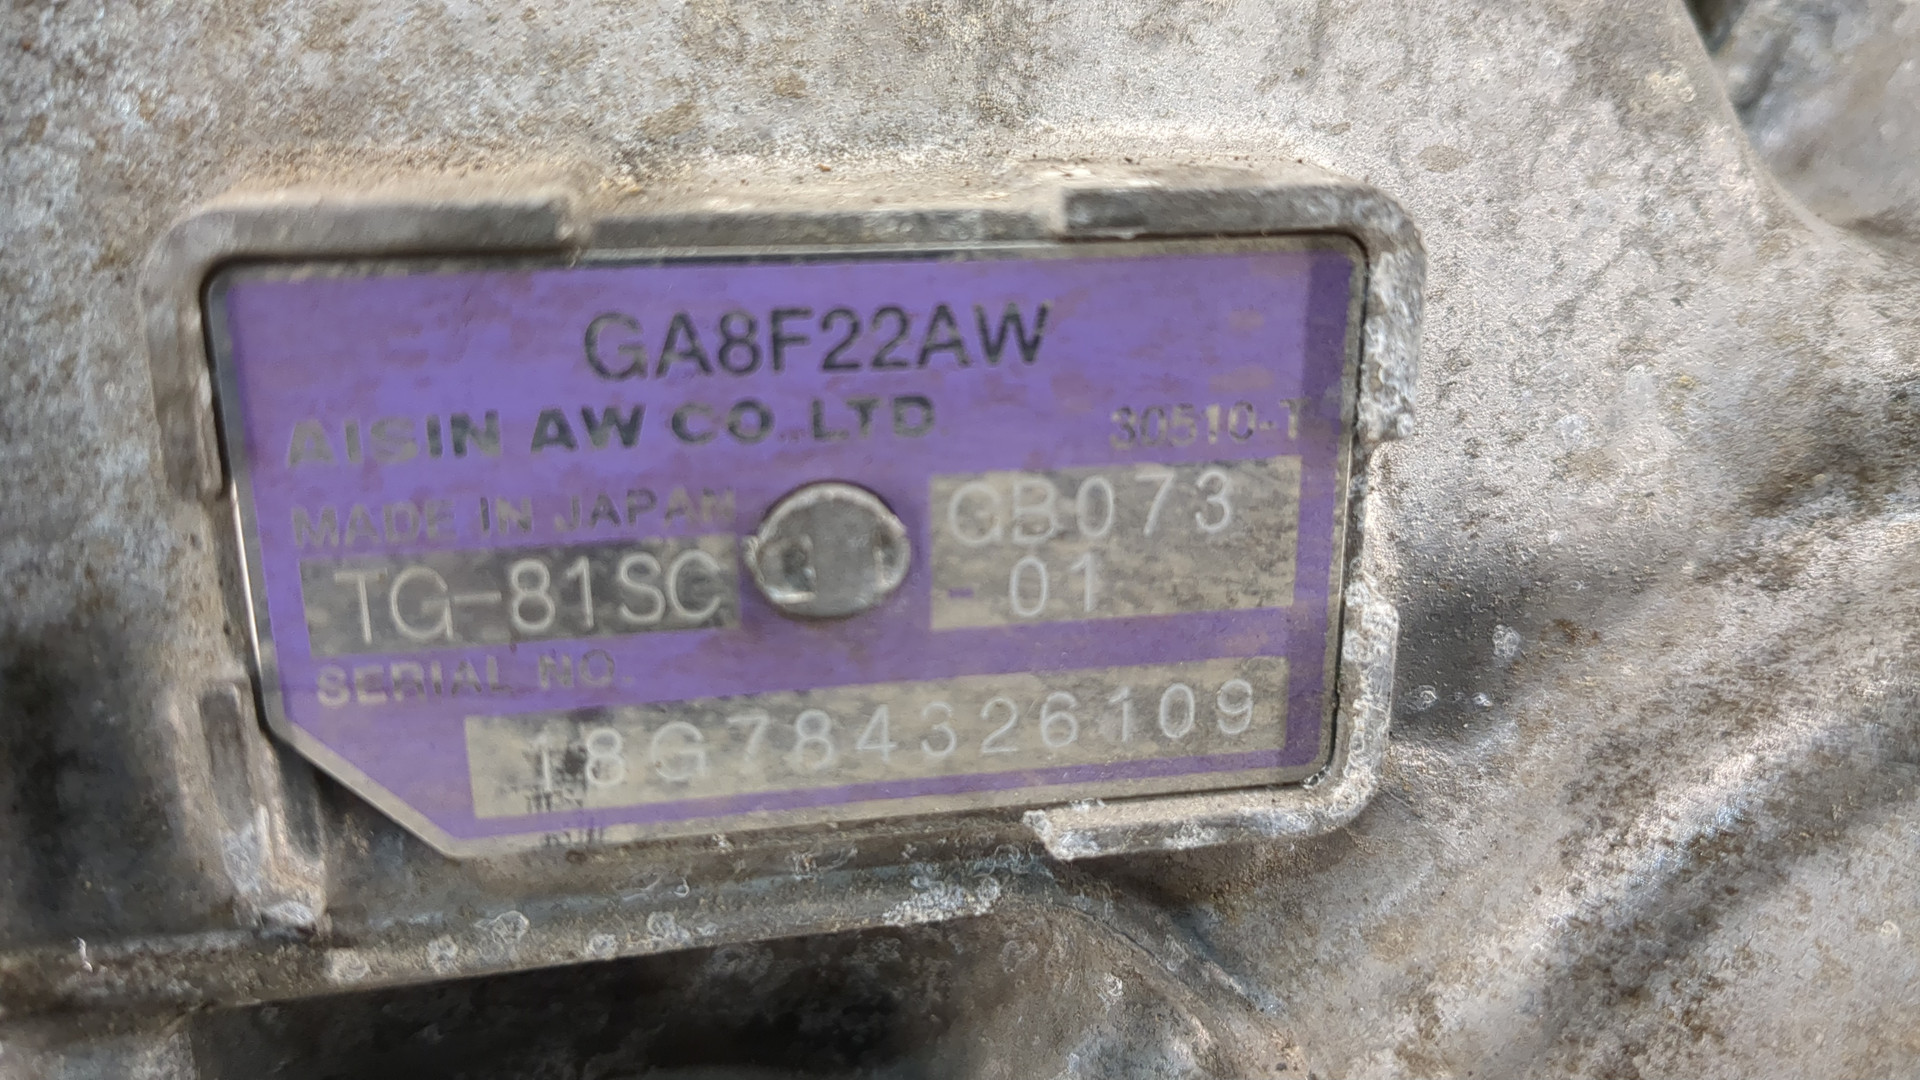 GA8F22AW
AISIN AW CO.,LTD 30510-T
MADE IN JAPAN
TG-81SC
GB073
-01
SERIAL NO.
18G784326109